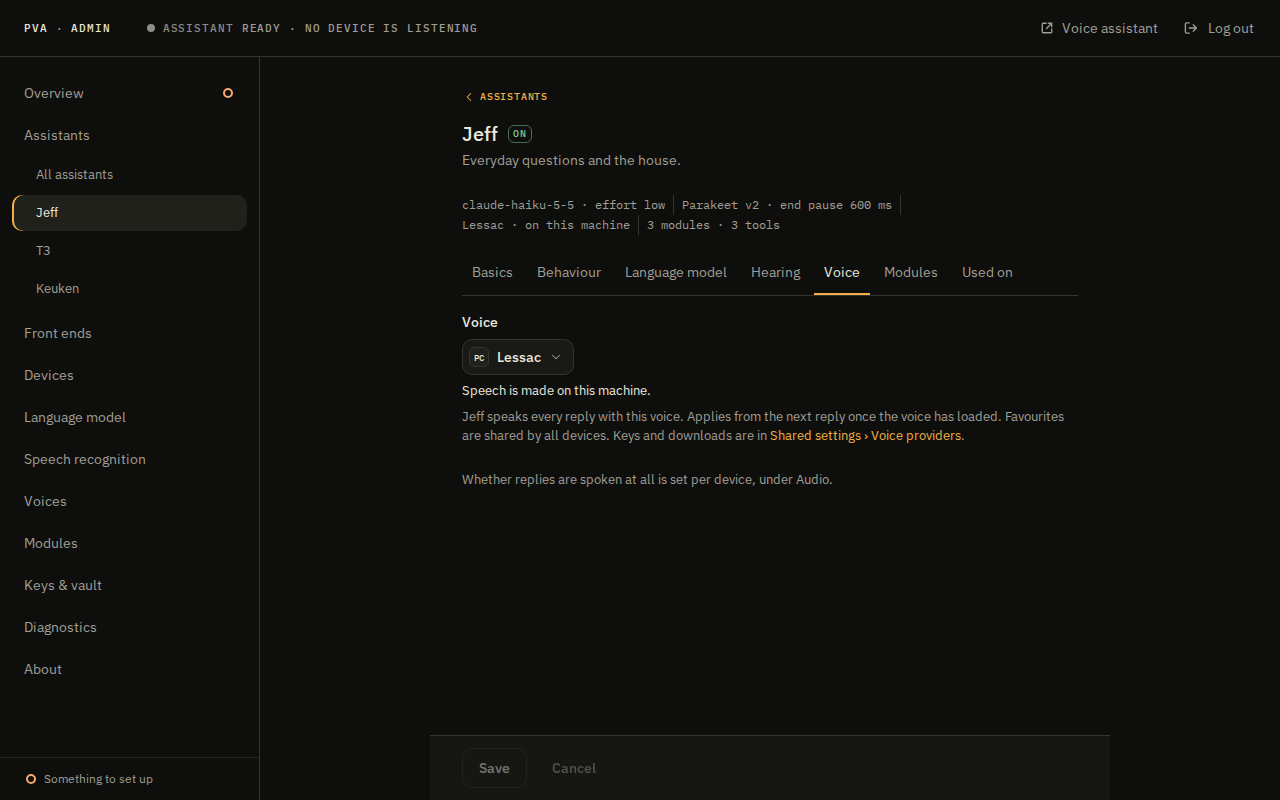 PVA · ADMIN
ASSISTANT READY · NO DEVICE IS LISTENING
Voice assistant
Log out
Overview
Assistants
All assistants
Jeff
T3
Keuken
Front ends
Devices
Language model
Speech recognition
Voices
Modules
Keys & vault
Diagnostics
About
Something to set up
ASSISTANTS
Jeff ON
Everyday questions and the house.
claude-haiku-5-5 · effort low Parakeet v2 · end pause 600 ms
Lessac · on this machine 3 modules · 3 tools
Basics Behaviour Language model Hearing Voice Modules Used on
Voice
PC Lessac
Speech is made on this machine.
Jeff speaks every reply with this voice. Applies from the next reply once the voice has loaded. Favourites
are shared by all devices. Keys and downloads are in Shared settings › Voice providers.
Whether replies are spoken at all is set per device, under Audio.
Save Cancel